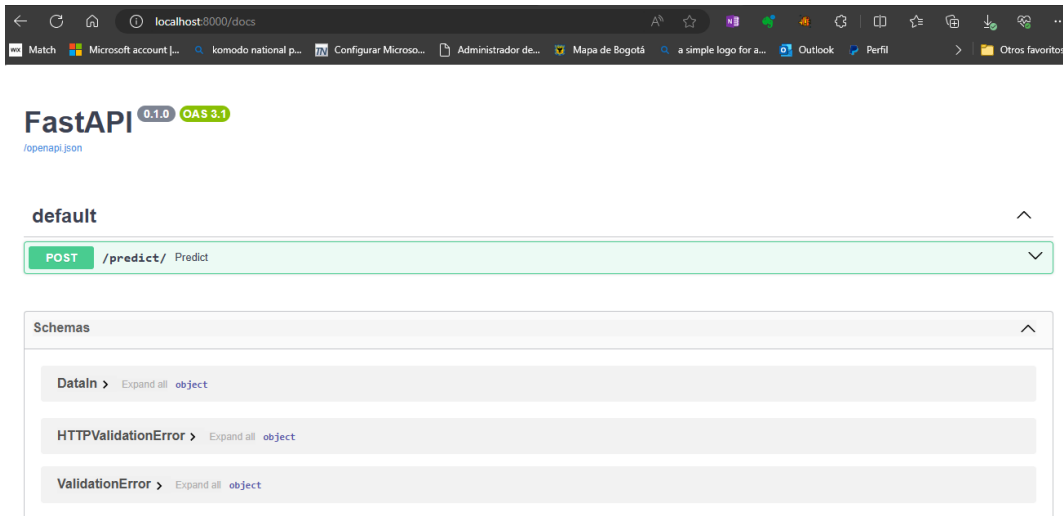 localhost:8000/docs
WIX Match Microsoft account |... komodo national p... TN Configurar Microso... Administrador de... Mapa de Bogotá a simple logo for a... Outlook Perfil Otros favoritos
FastAPI 0.1.0 OAS 3.1
/openapi.json
default
POST /predict/ Predict
Schemas
DataIn Expand all object
HTTPValidationError Expand all object
ValidationError Expand all object